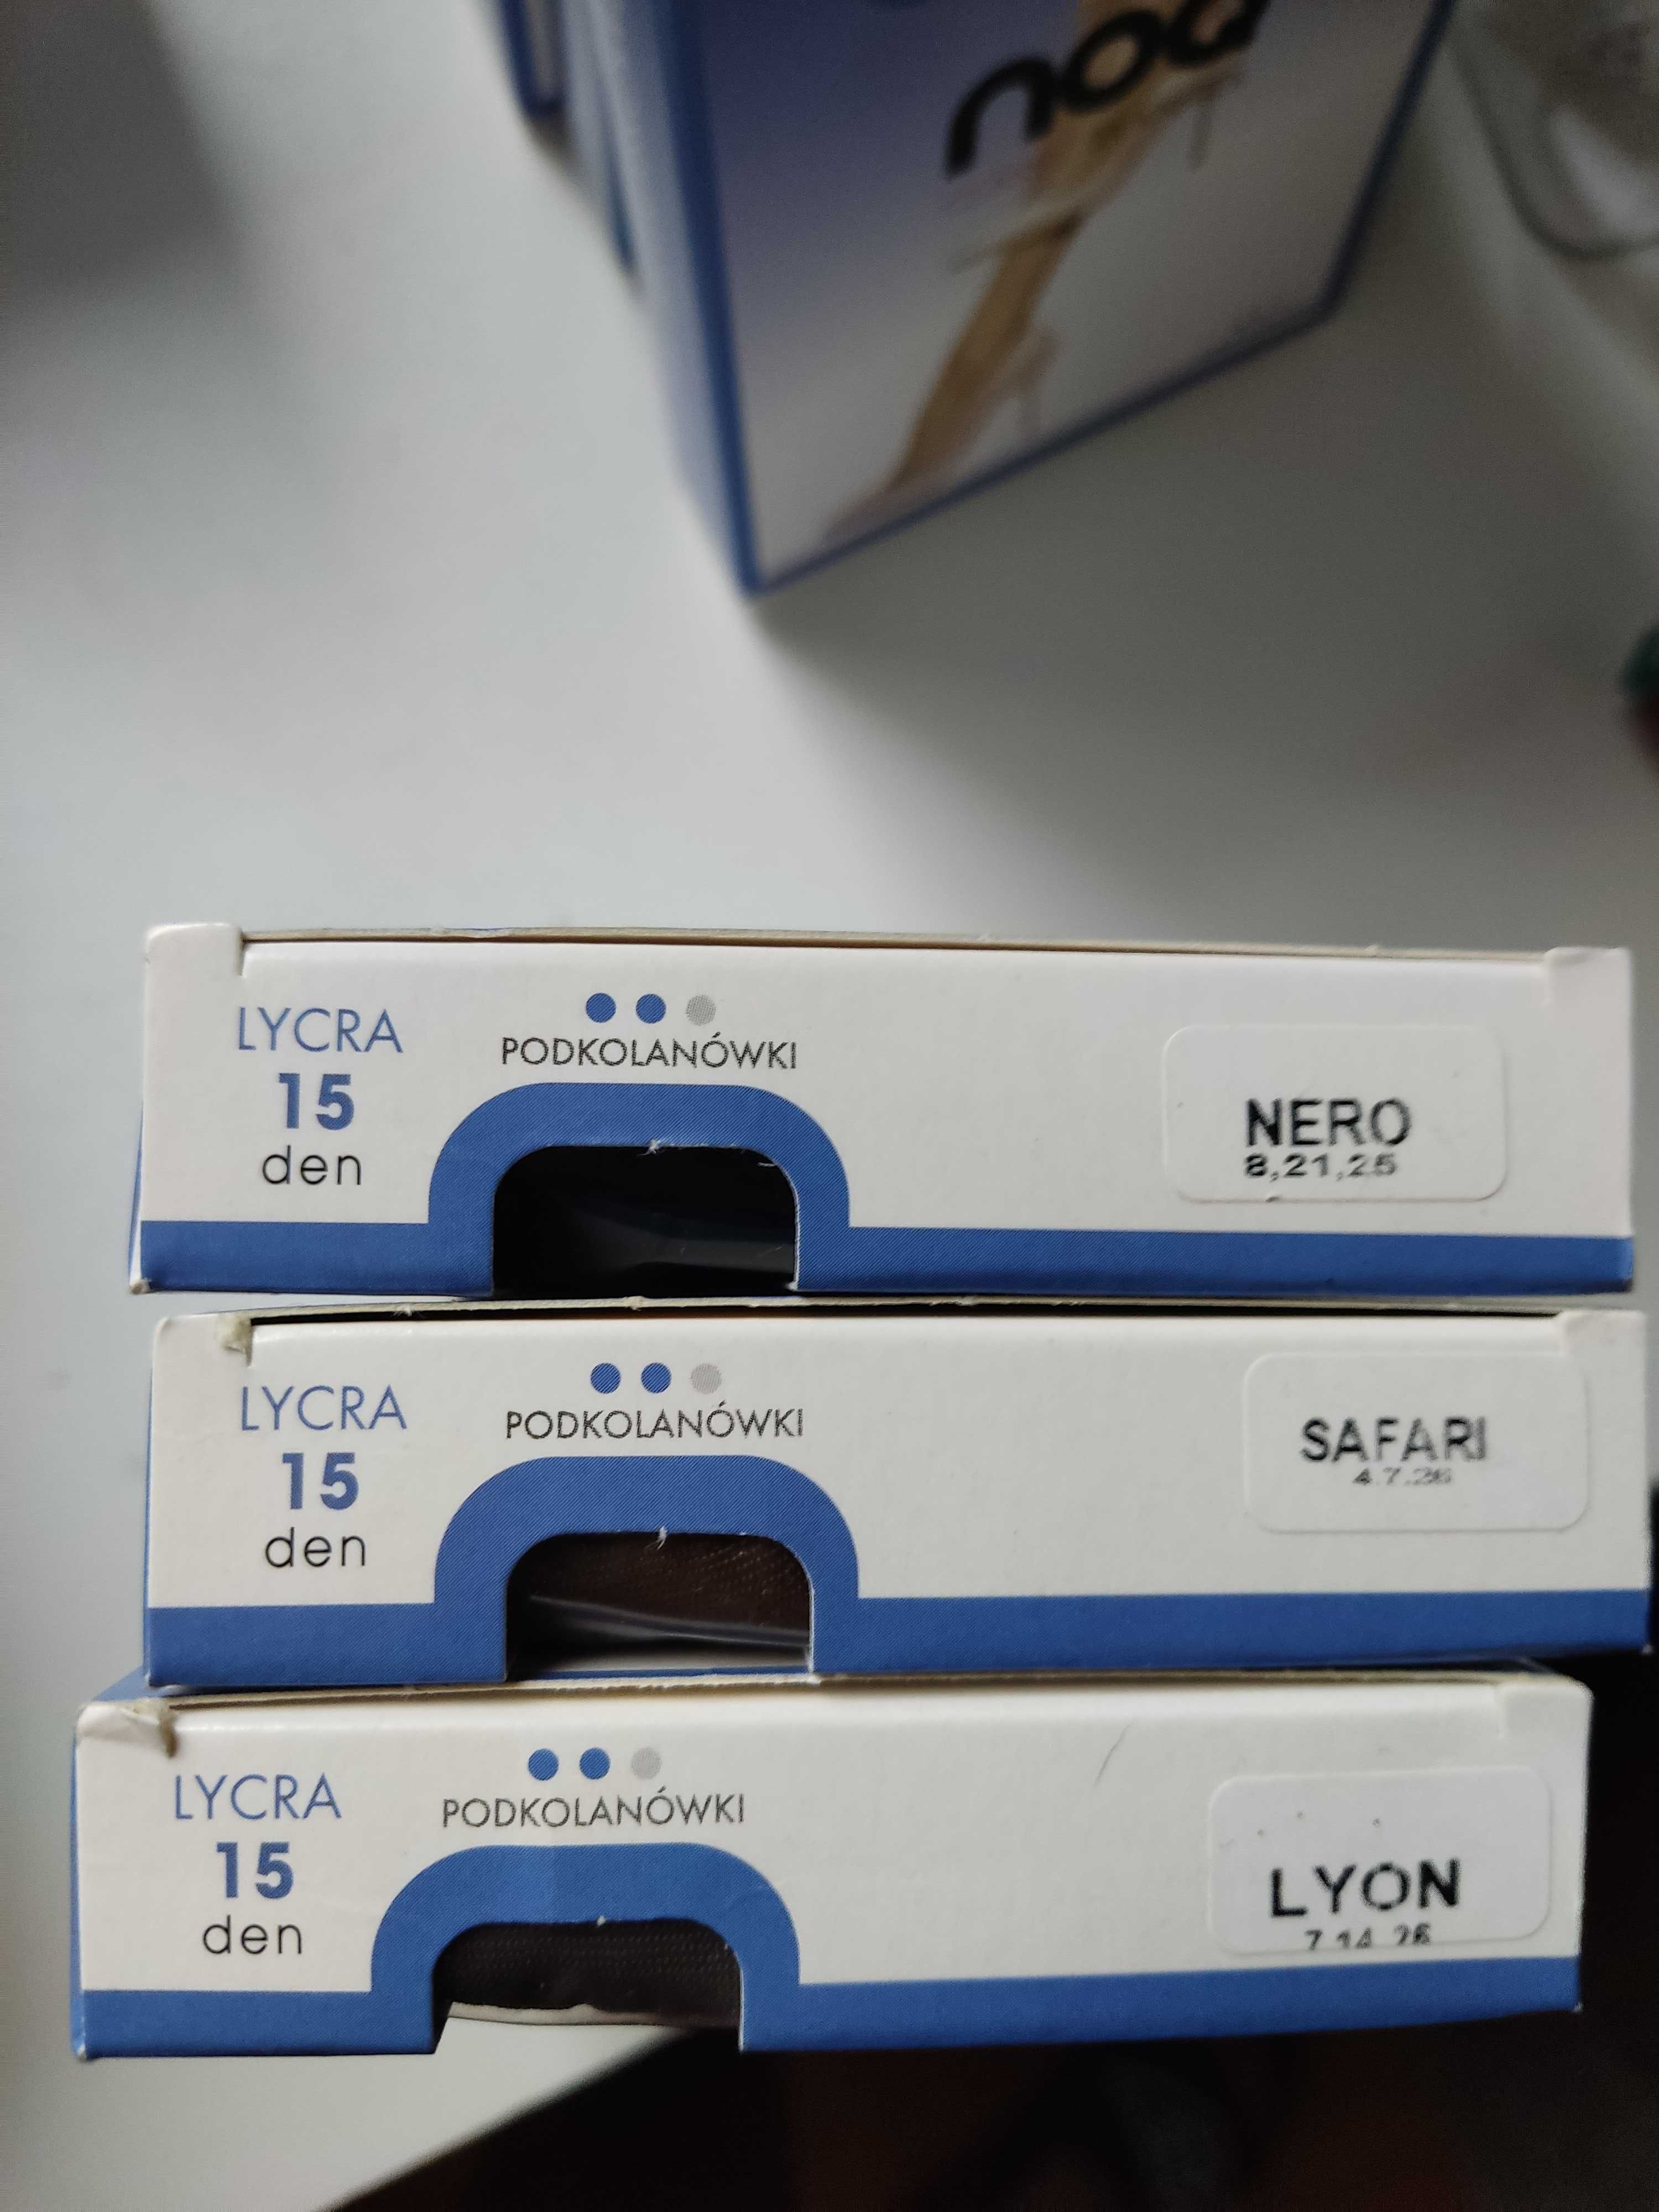 LYCRA
15
den
PODKOLANÓWKI
NERO
8,21,25
LYCRA
15
den
PODKOLANÓWKI
SAFARI
4.7.26
LYCRA
15
den
PODKOLANÓWKI
LYON
7 14 26